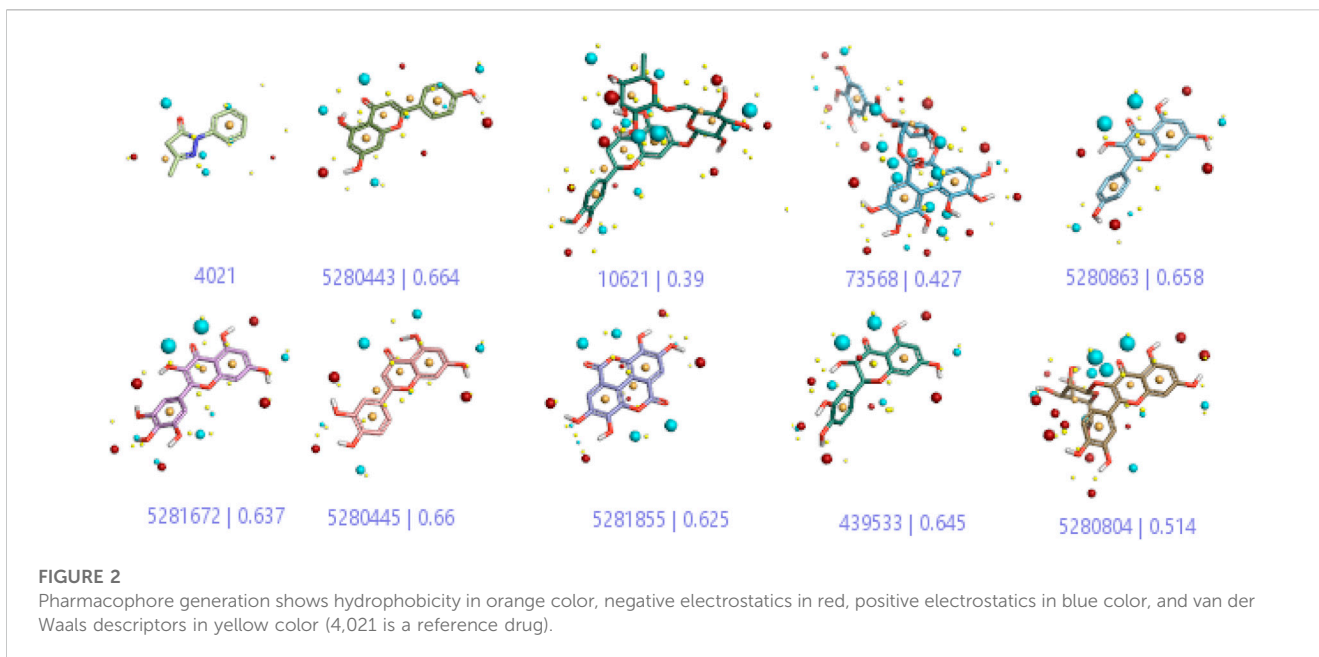 4021
5280443 | 0.664
10621 | 0.39
73568 | 0.427
5280863 | 0.658
5281672 | 0.637
5280445 | 0.66
5281855 | 0.625
439533 | 0.645
5280804 | 0.514
FIGURE 2
Pharmacophore generation shows hydrophobicity in orange color, negative electrostatics in red, positive electrostatics in blue color, and van der
Waals descriptors in yellow color (4,021 is a reference drug).